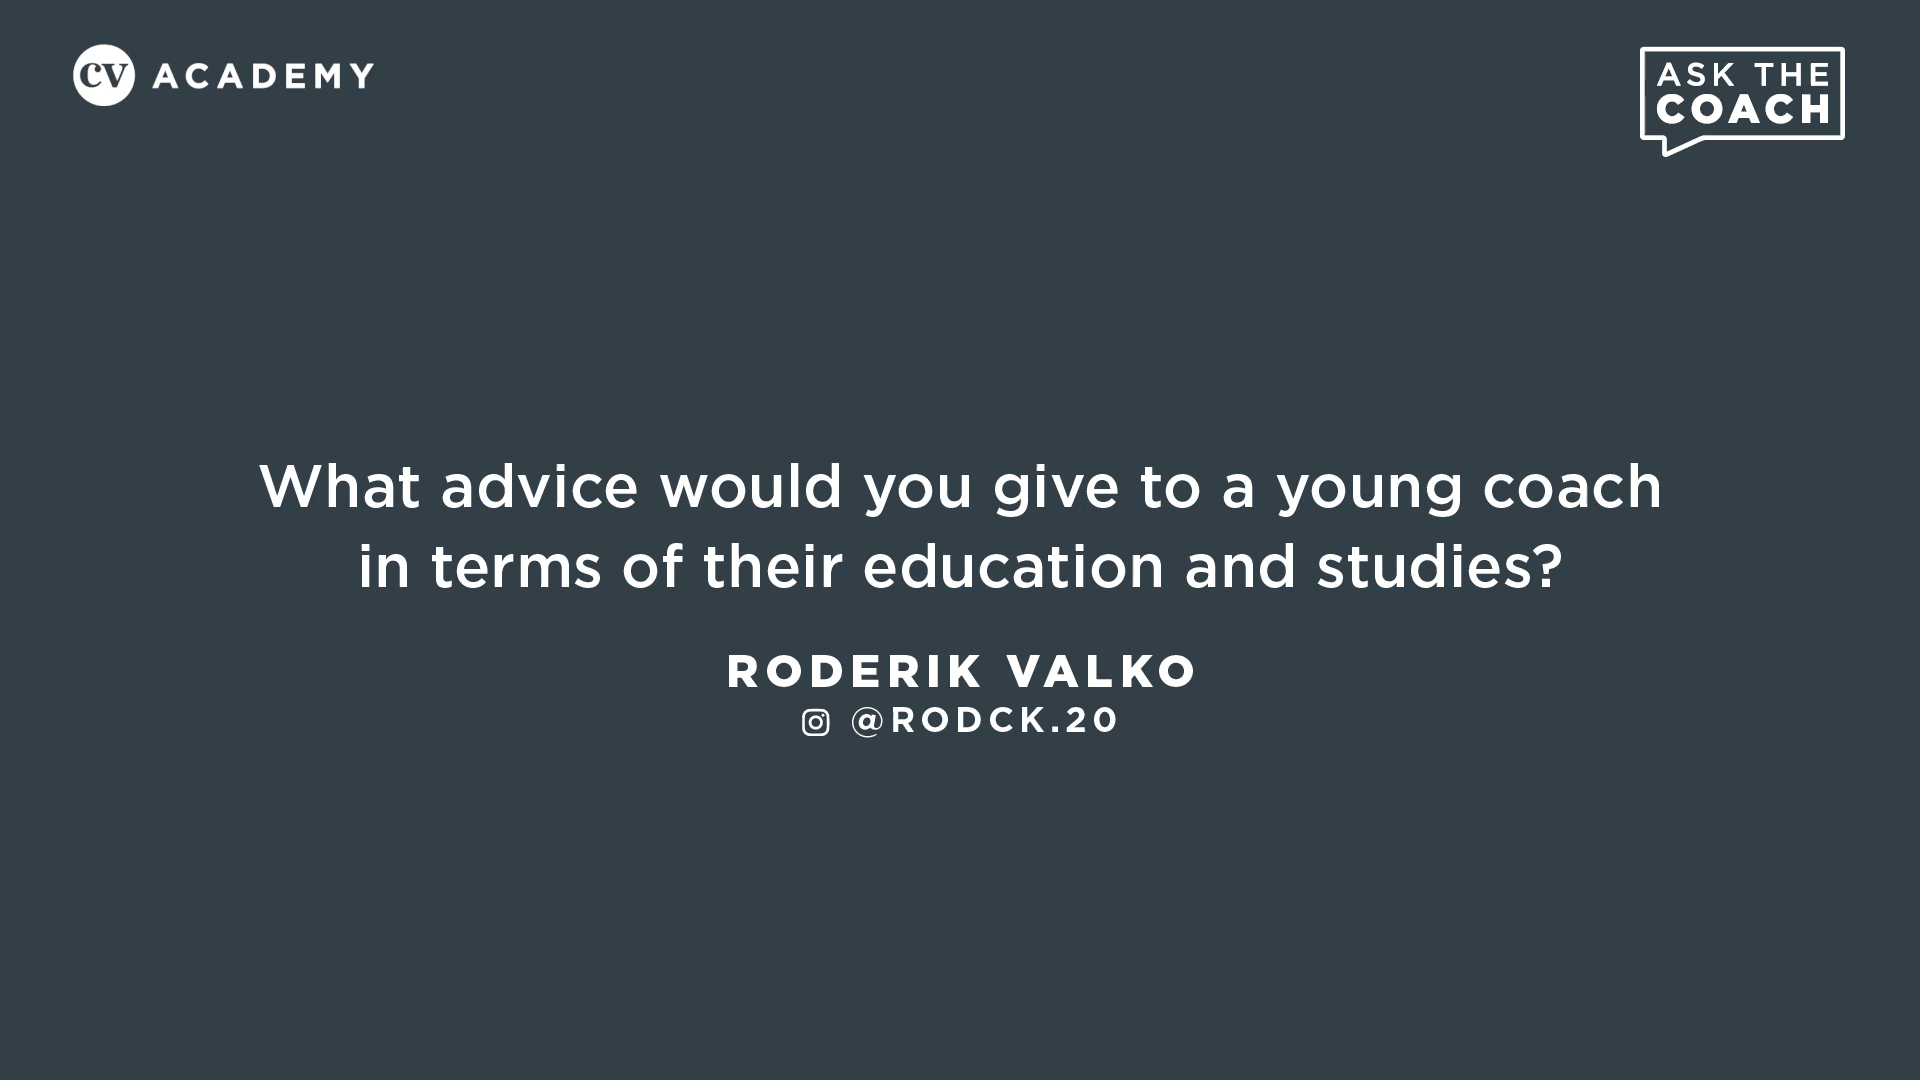 CV ACADEMY
ASK THE
COACH
What advice would you give to a young coach
in terms of their education and studies?
RODERIK VALKO
@RODCK.20